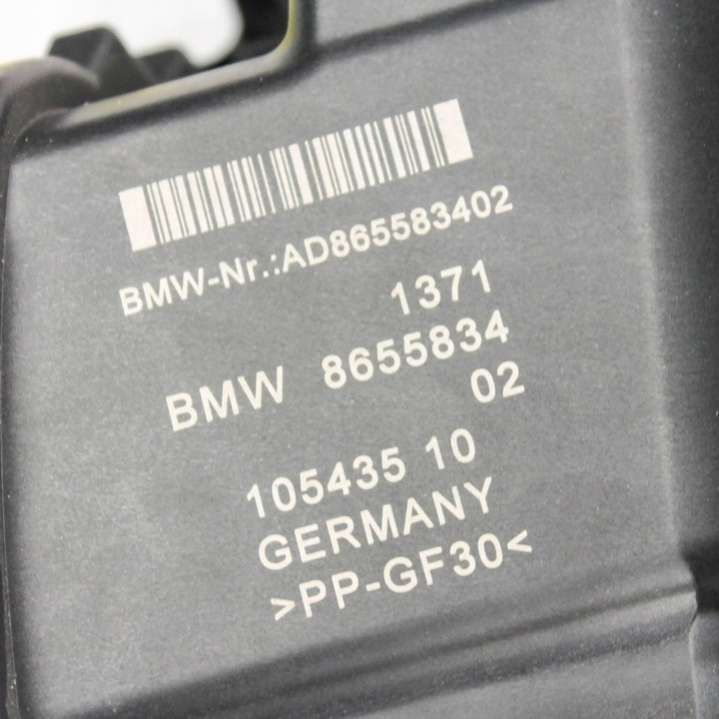 BMW-Nr.:AD865583402
1371
BMW 8655834
02
105435 10
GERMANY
>PP-GF30<